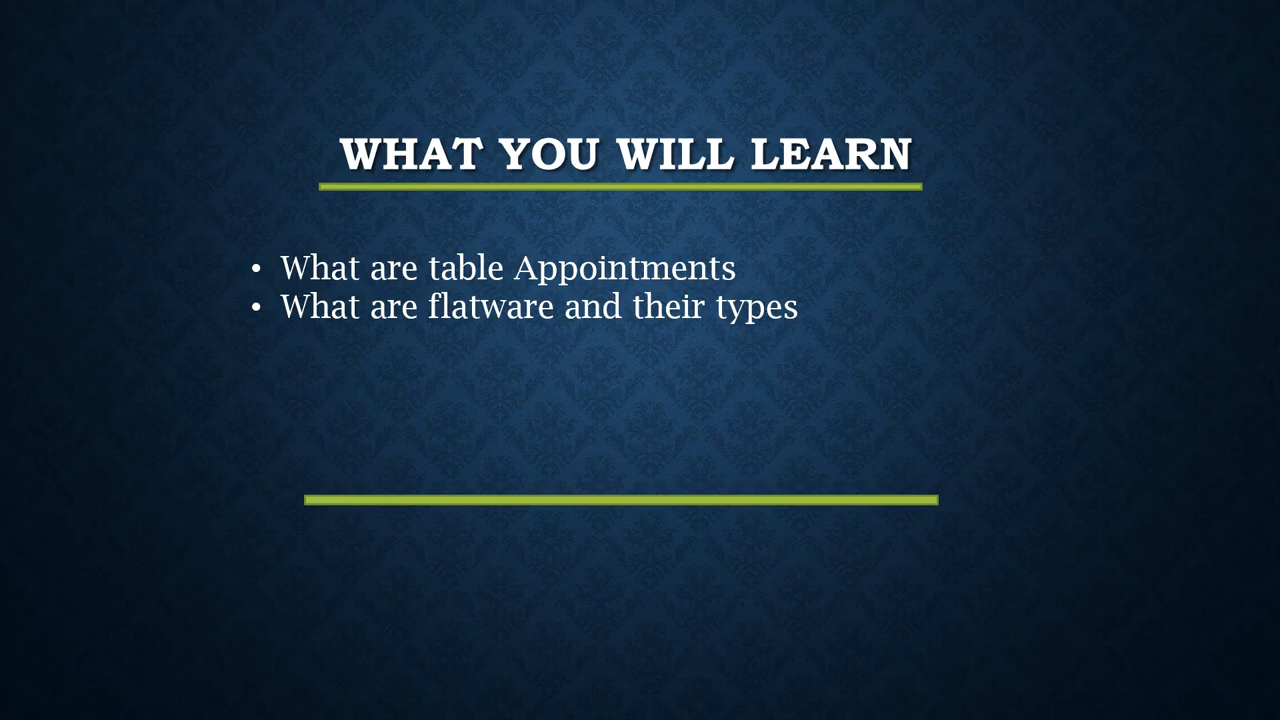 WHAT YOU WILL LEARN
• What are table Appointments
• What are flatware and their types